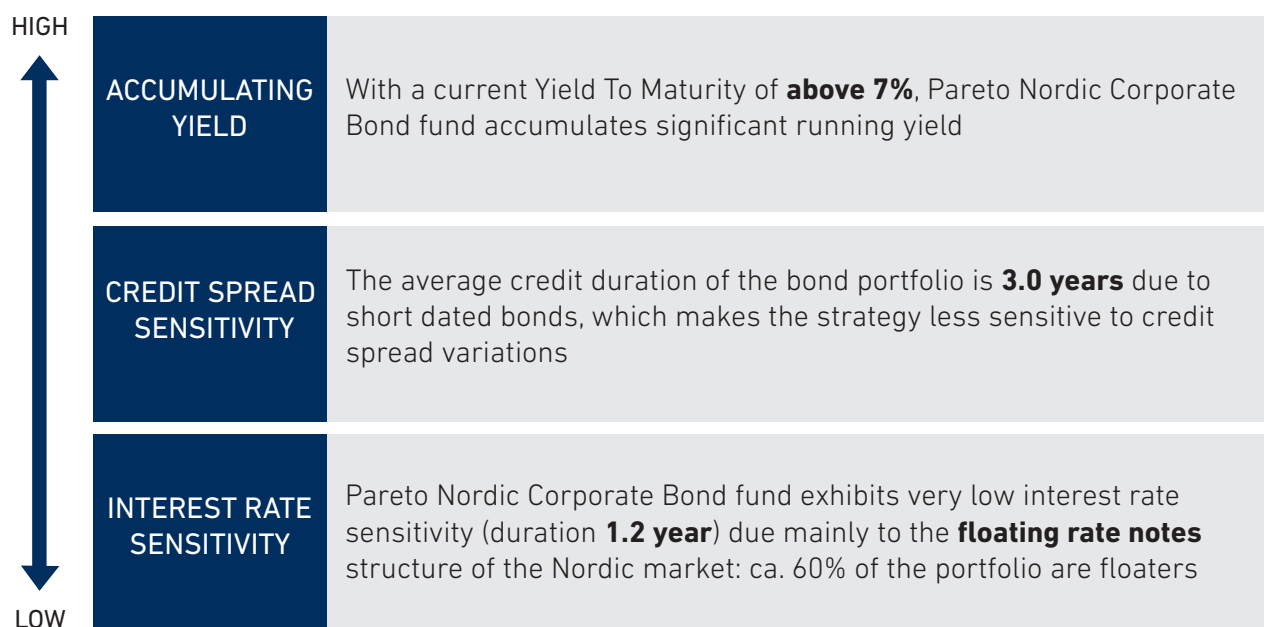 HIGH
ACCUMULATING
YIELD
With a current Yield To Maturity of above 7%, Pareto Nordic Corporate
Bond fund accumulates significant running yield
CREDIT SPREAD
SENSITIVITY
The average credit duration of the bond portfolio is 3.0 years due to
short dated bonds, which makes the strategy less sensitive to credit
spread variations
INTEREST RATE
SENSITIVITY
Pareto Nordic Corporate Bond fund exhibits very low interest rate
sensitivity (duration 1.2 year) due mainly to the floating rate notes
structure of the Nordic market: ca. 60% of the portfolio are floaters
LOW